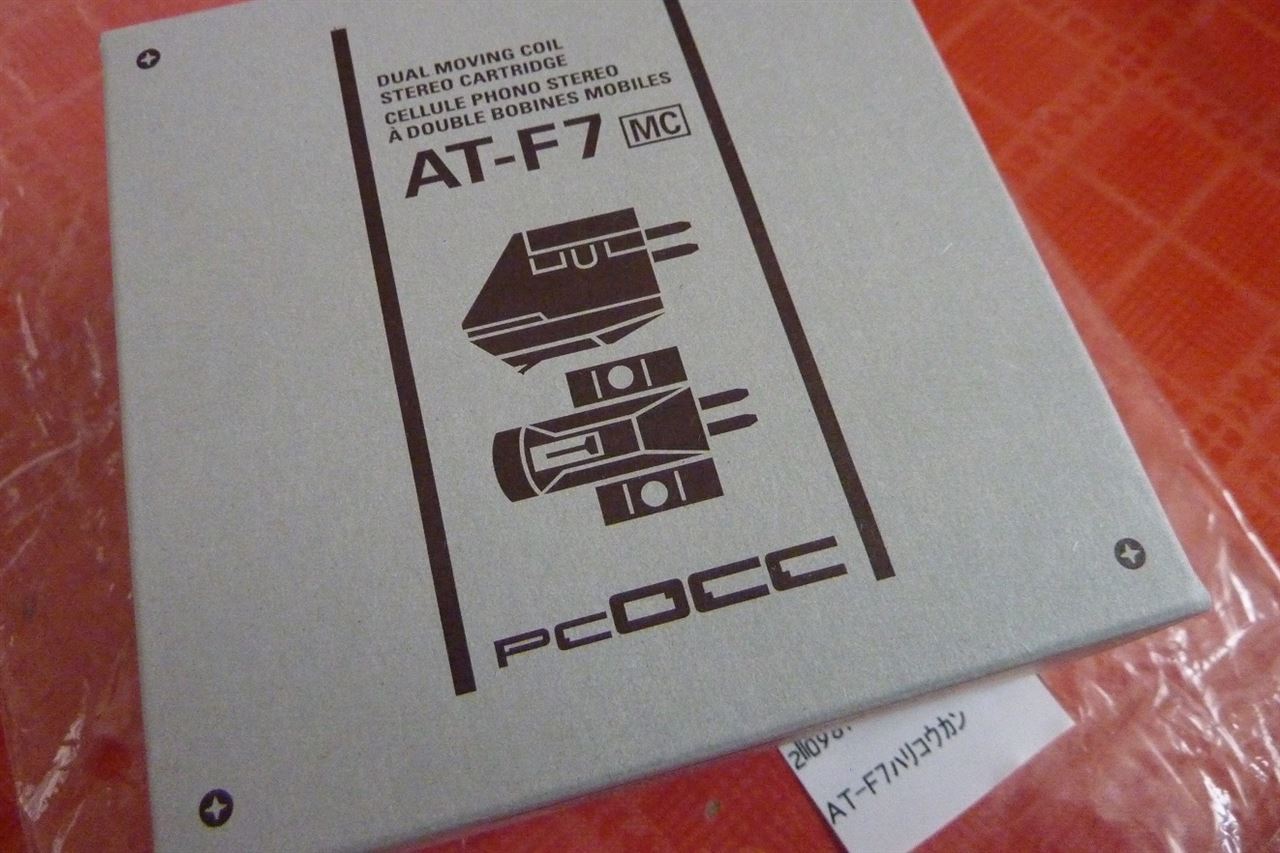 DUAL MOVING COIL
STEREO CARTRIDGE
CELLULE PHONO STEREO
À DOUBLE BOBINES MOBILES
AT-F7 MC
PCOCC
AT-F7ハリコウカン